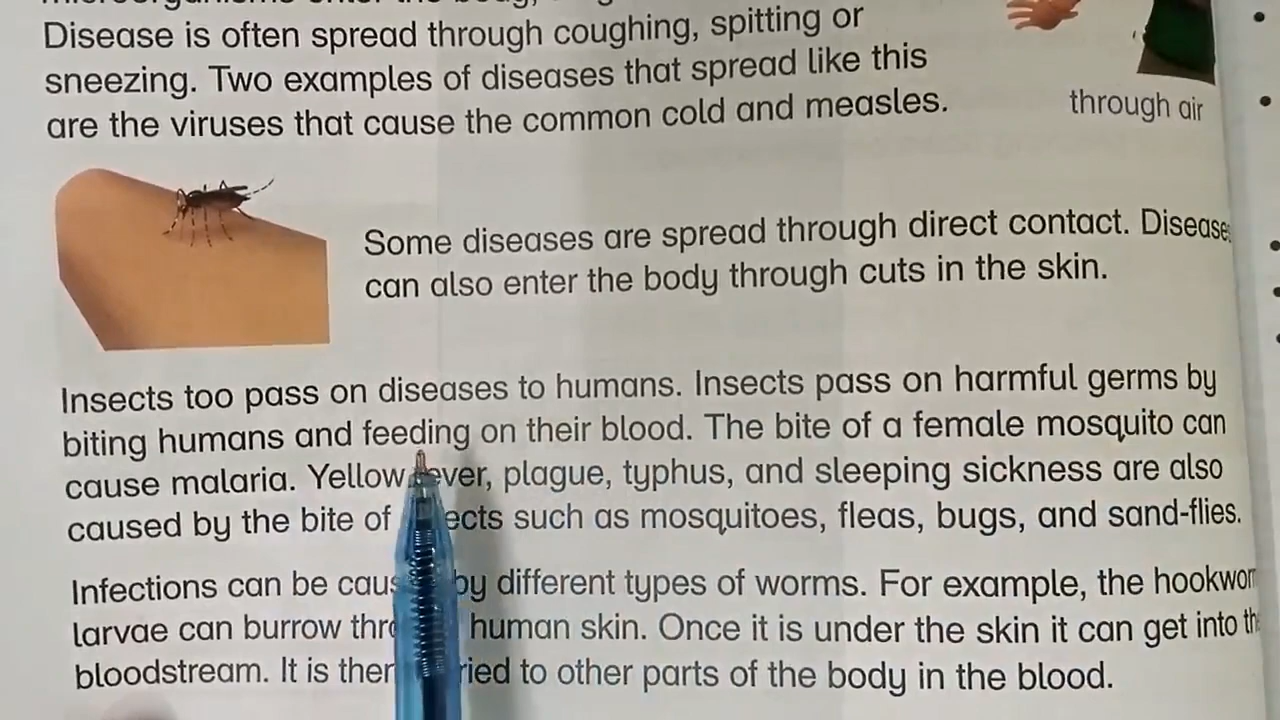 Disease is often spread through coughing, spitting or
sneezing. Two examples of diseases that spread like this
are the viruses that cause the common cold and measles.
through air
Some diseases are spread through direct contact. Disease
can also enter the body through cuts in the skin.
Insects too pass on diseases to humans. Insects pass on harmful germs by
biting humans and feeding on their blood. The bite of a female mosquito can
cause malaria. Yellow ever, plague, typhus, and sleeping sickness are also
caused by the bite of ects such as mosquitoes, fleas, bugs, and sand-flies.
Infections can be cau by different types of worms. For example, the hookwor
larvae can burrow thr human skin. Once it is under the skin it can get into th
bloodstream. It is then ried to other parts of the body in the blood.